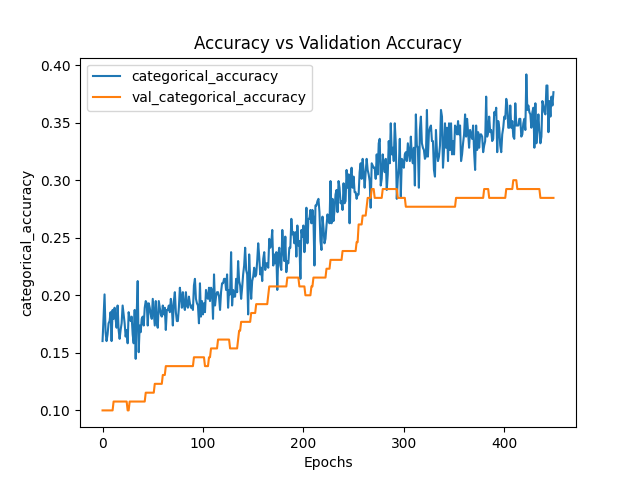 Accuracy vs Validation Accuracy
categorical_accuracy
val_categorical_accuracy
categorical_accuracy
0.40
0.35
0.30
0.25
0.20
0.15
0.10
0 100 200 300 400
Epochs